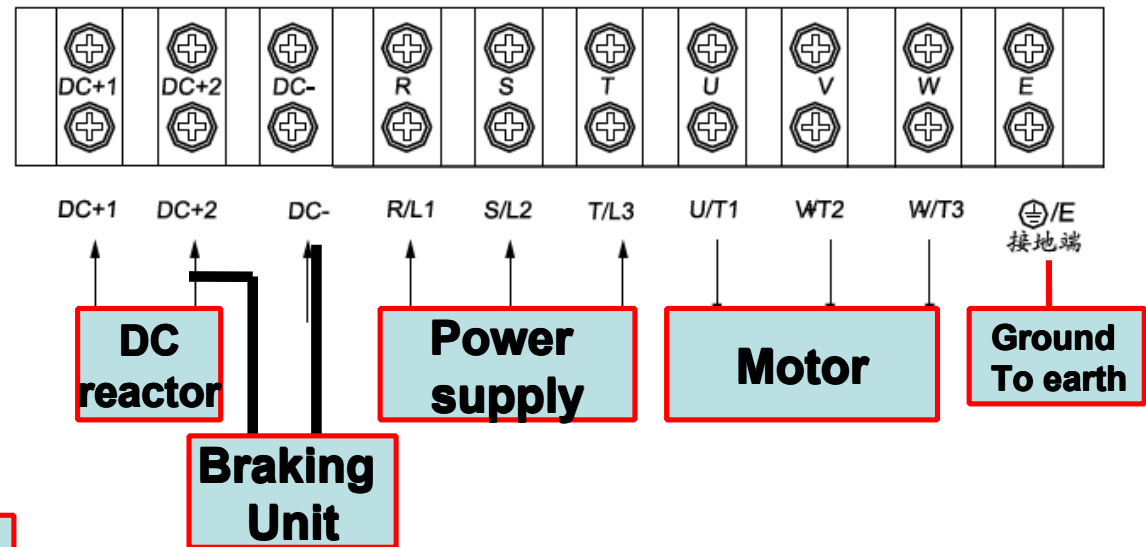 DC+1 DC+2 DC- R S T U V W E
DC+1 DC+2 DC- R/L1 S/L2 T/L3 U/T1 V/T2 W/T3 /E
接地端
DC
reactor
Power
supply
Motor
Ground
To earth
Braking
Unit